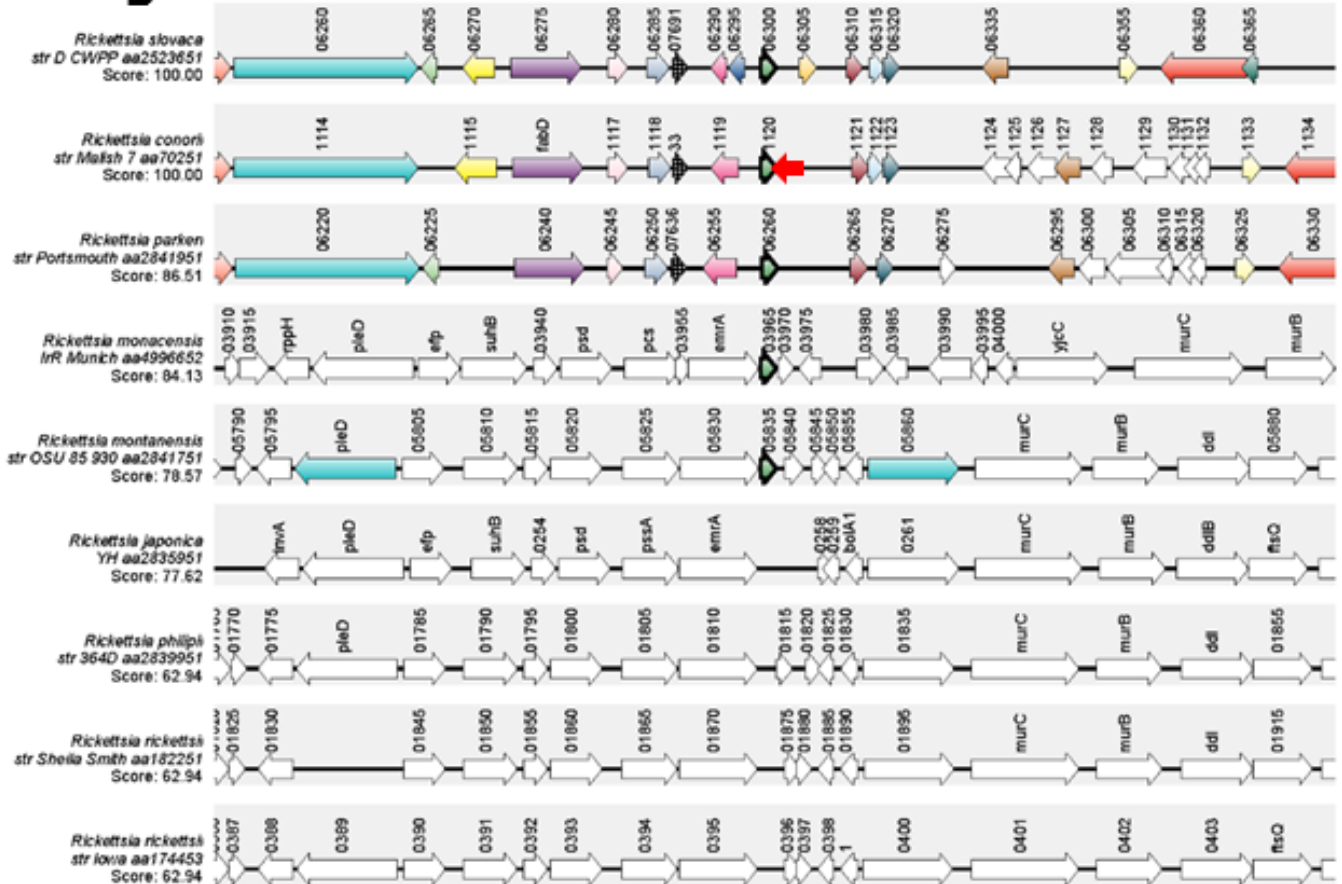 06260 06265 06270 06275 06280 06285 07691 06290 06295 06300 06305 06310 06315 06320 06335 06355 06360 06365
Rickettsia slovaca
str D CWPP aa2523651
Score: 100.00
1114 1115 fabD 1117 1118 33 1119 1120 1121 1122 1123 1124 1125 1126 1127 1128 1129 1130 1131 1132 1133 1134
Rickettsia conorii
str Malish 7 aa70251
Score: 100.00
06220 06225 06240 06245 06250 07636 06255 06260 06265 06270 06275 06295 06300 06305 06310 06315 06320 06325 06330
Rickettsia parken
str Portsmouth aa2841951
Score: 86.51
03910 03915 rppH pleD efp suhB 03940 psd pcs 03955 emrA 03965 03970 03975 03980 03985 03990 03995 04000 yjcC murC murB
Rickettsia monacensis
IrR Munich aa4996652
Score: 84.13
05790 05795 pleD 05805 05810 05815 05820 05825 05830 05835 05840 05845 05850 05855 05860 murC murB ddl 05880
Rickettsia montanensis
str OSU 85 930 aa2841751
Score: 78.57
invA pleD efp suhB 0254 psd pssA emrA 0258 0259 bolA1 0261 murC murB ddlB ftsQ
Rickettsia japonica
YH aa2835951
Score: 77.62
01770 01775 pleD 01785 01790 01795 01800 01805 01810 01815 01820 01825 01830 01835 murC murB ddl 01855
Rickettsia philipii
str 364D aa2839951
Score: 62.94
01825 01830 01845 01850 01855 01860 01865 01870 01875 01880 01885 01890 01895 murC murB ddl 01915
Rickettsia rickettsii
str Sheila Smith aa182251
Score: 62.94
0387 0388 0389 0390 0391 0392 0393 0394 0395 0396 0397 0398 1 0400 0401 0402 0403 ftsQ
Rickettsia rickettsii
str Iowa aa174453
Score: 62.94